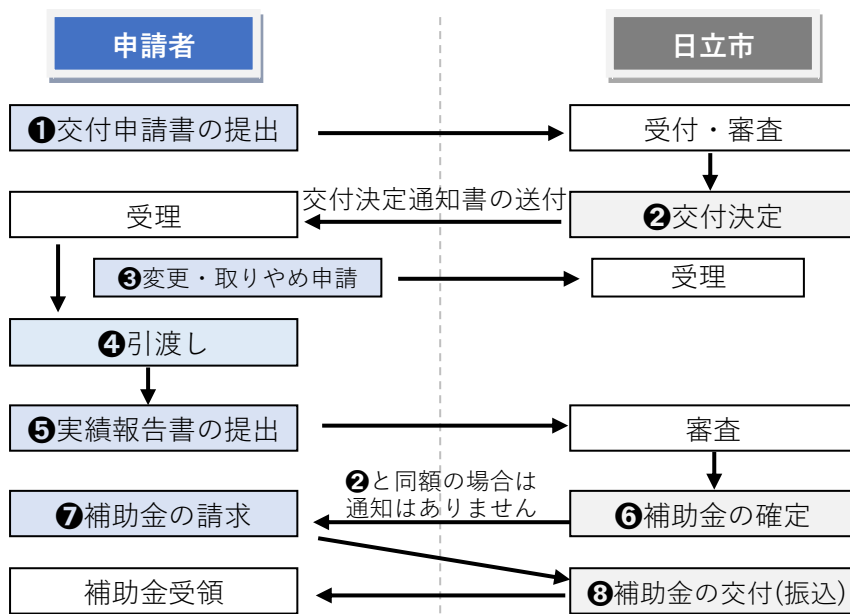 申請者
日立市
❶交付申請書の提出
受付・審査
交付決定通知書の送付
受理
❷交付決定
❸変更・取りやめ申請
受理
❹引渡し
❺実績報告書の提出
審査
❷と同額の場合は
通知はありません
❼補助金の請求
❻補助金の確定
補助金受領
❽補助金の交付(振込)